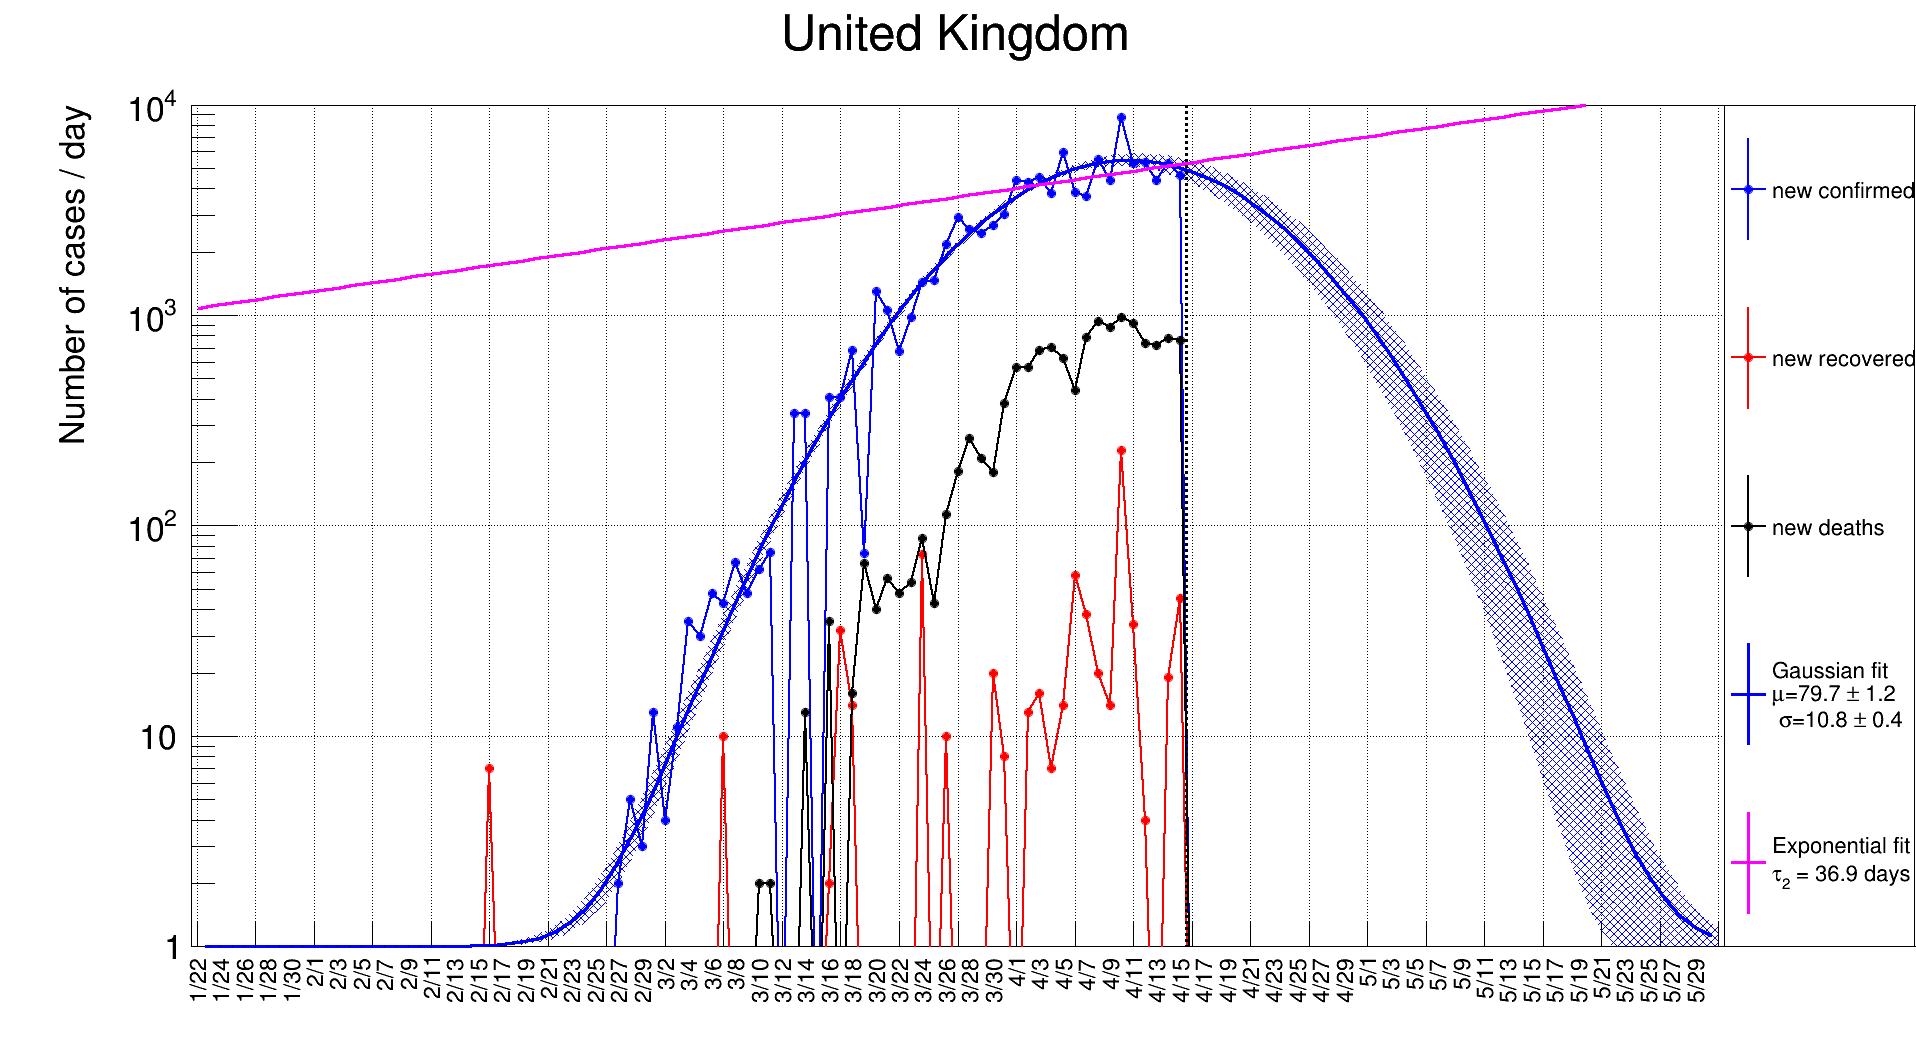 United Kingdom
Number of cases / day
10^4
10^3
10^2
10
1
1/22 1/24 1/26 1/28 1/30 2/1 2/3 2/5 2/7 2/9 2/11 2/13 2/15 2/17 2/19 2/21 2/23 2/25 2/27 2/29 3/2 3/4 3/6 3/8 3/10 3/12 3/14 3/16 3/18 3/20 3/22 3/24 3/26 3/28 3/30 4/1 4/3 4/5 4/7 4/9 4/11 4/13 4/15 4/17 4/19 4/21 4/23 4/25 4/27 4/29 5/1 5/3 5/5 5/7 5/9 5/11 5/13 5/15 5/17 5/19 5/21 5/23 5/25 5/27 5/29
new confirmed
new recovered
new deaths
Gaussian fit
μ=79.7 ± 1.2
σ=10.8 ± 0.4
Exponential fit
τ₂ = 36.9 days